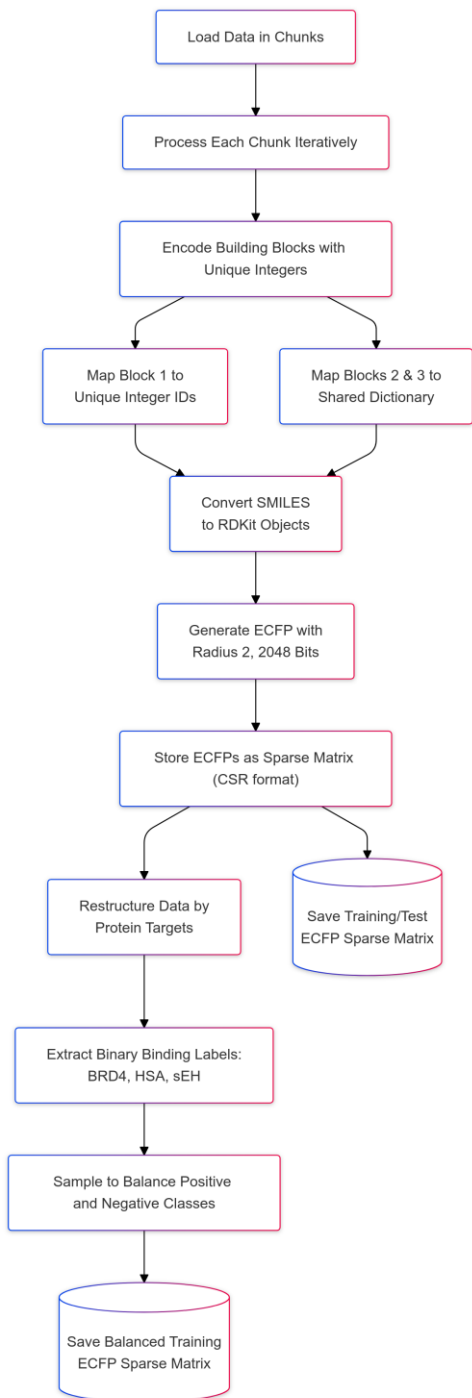 Load Data in Chunks
Process Each Chunk Iteratively
Encode Building Blocks with
Unique Integers
Map Block 1 to
Unique Integer IDs
Map Blocks 2 & 3 to
Shared Dictionary
Convert SMILES
to RDKit Objects
Generate ECFP with
Radius 2, 2048 Bits
Store ECFPs as Sparse Matrix
(CSR format)
Restructure Data by
Protein Targets
Save Training/Test
ECFP Sparse Matrix
Extract Binary Binding Labels:
BRD4, HSA, sEH
Sample to Balance Positive
and Negative Classes
Save Balanced Training
ECFP Sparse Matrix